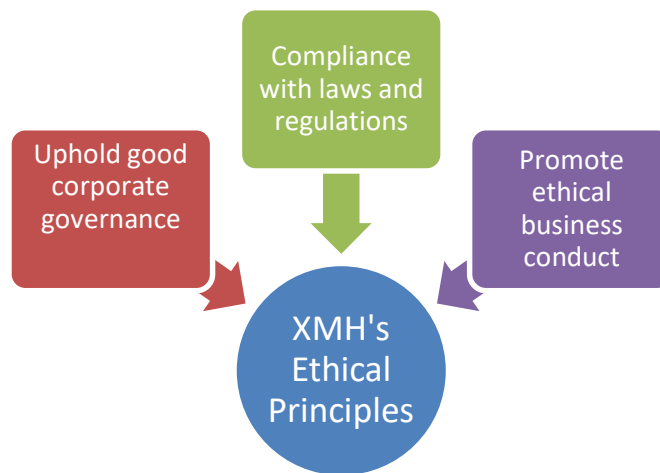 Compliance
with laws and
regulations
Uphold good
corporate
governance
Promote
ethical
business
conduct
XMH's
Ethical
Principles